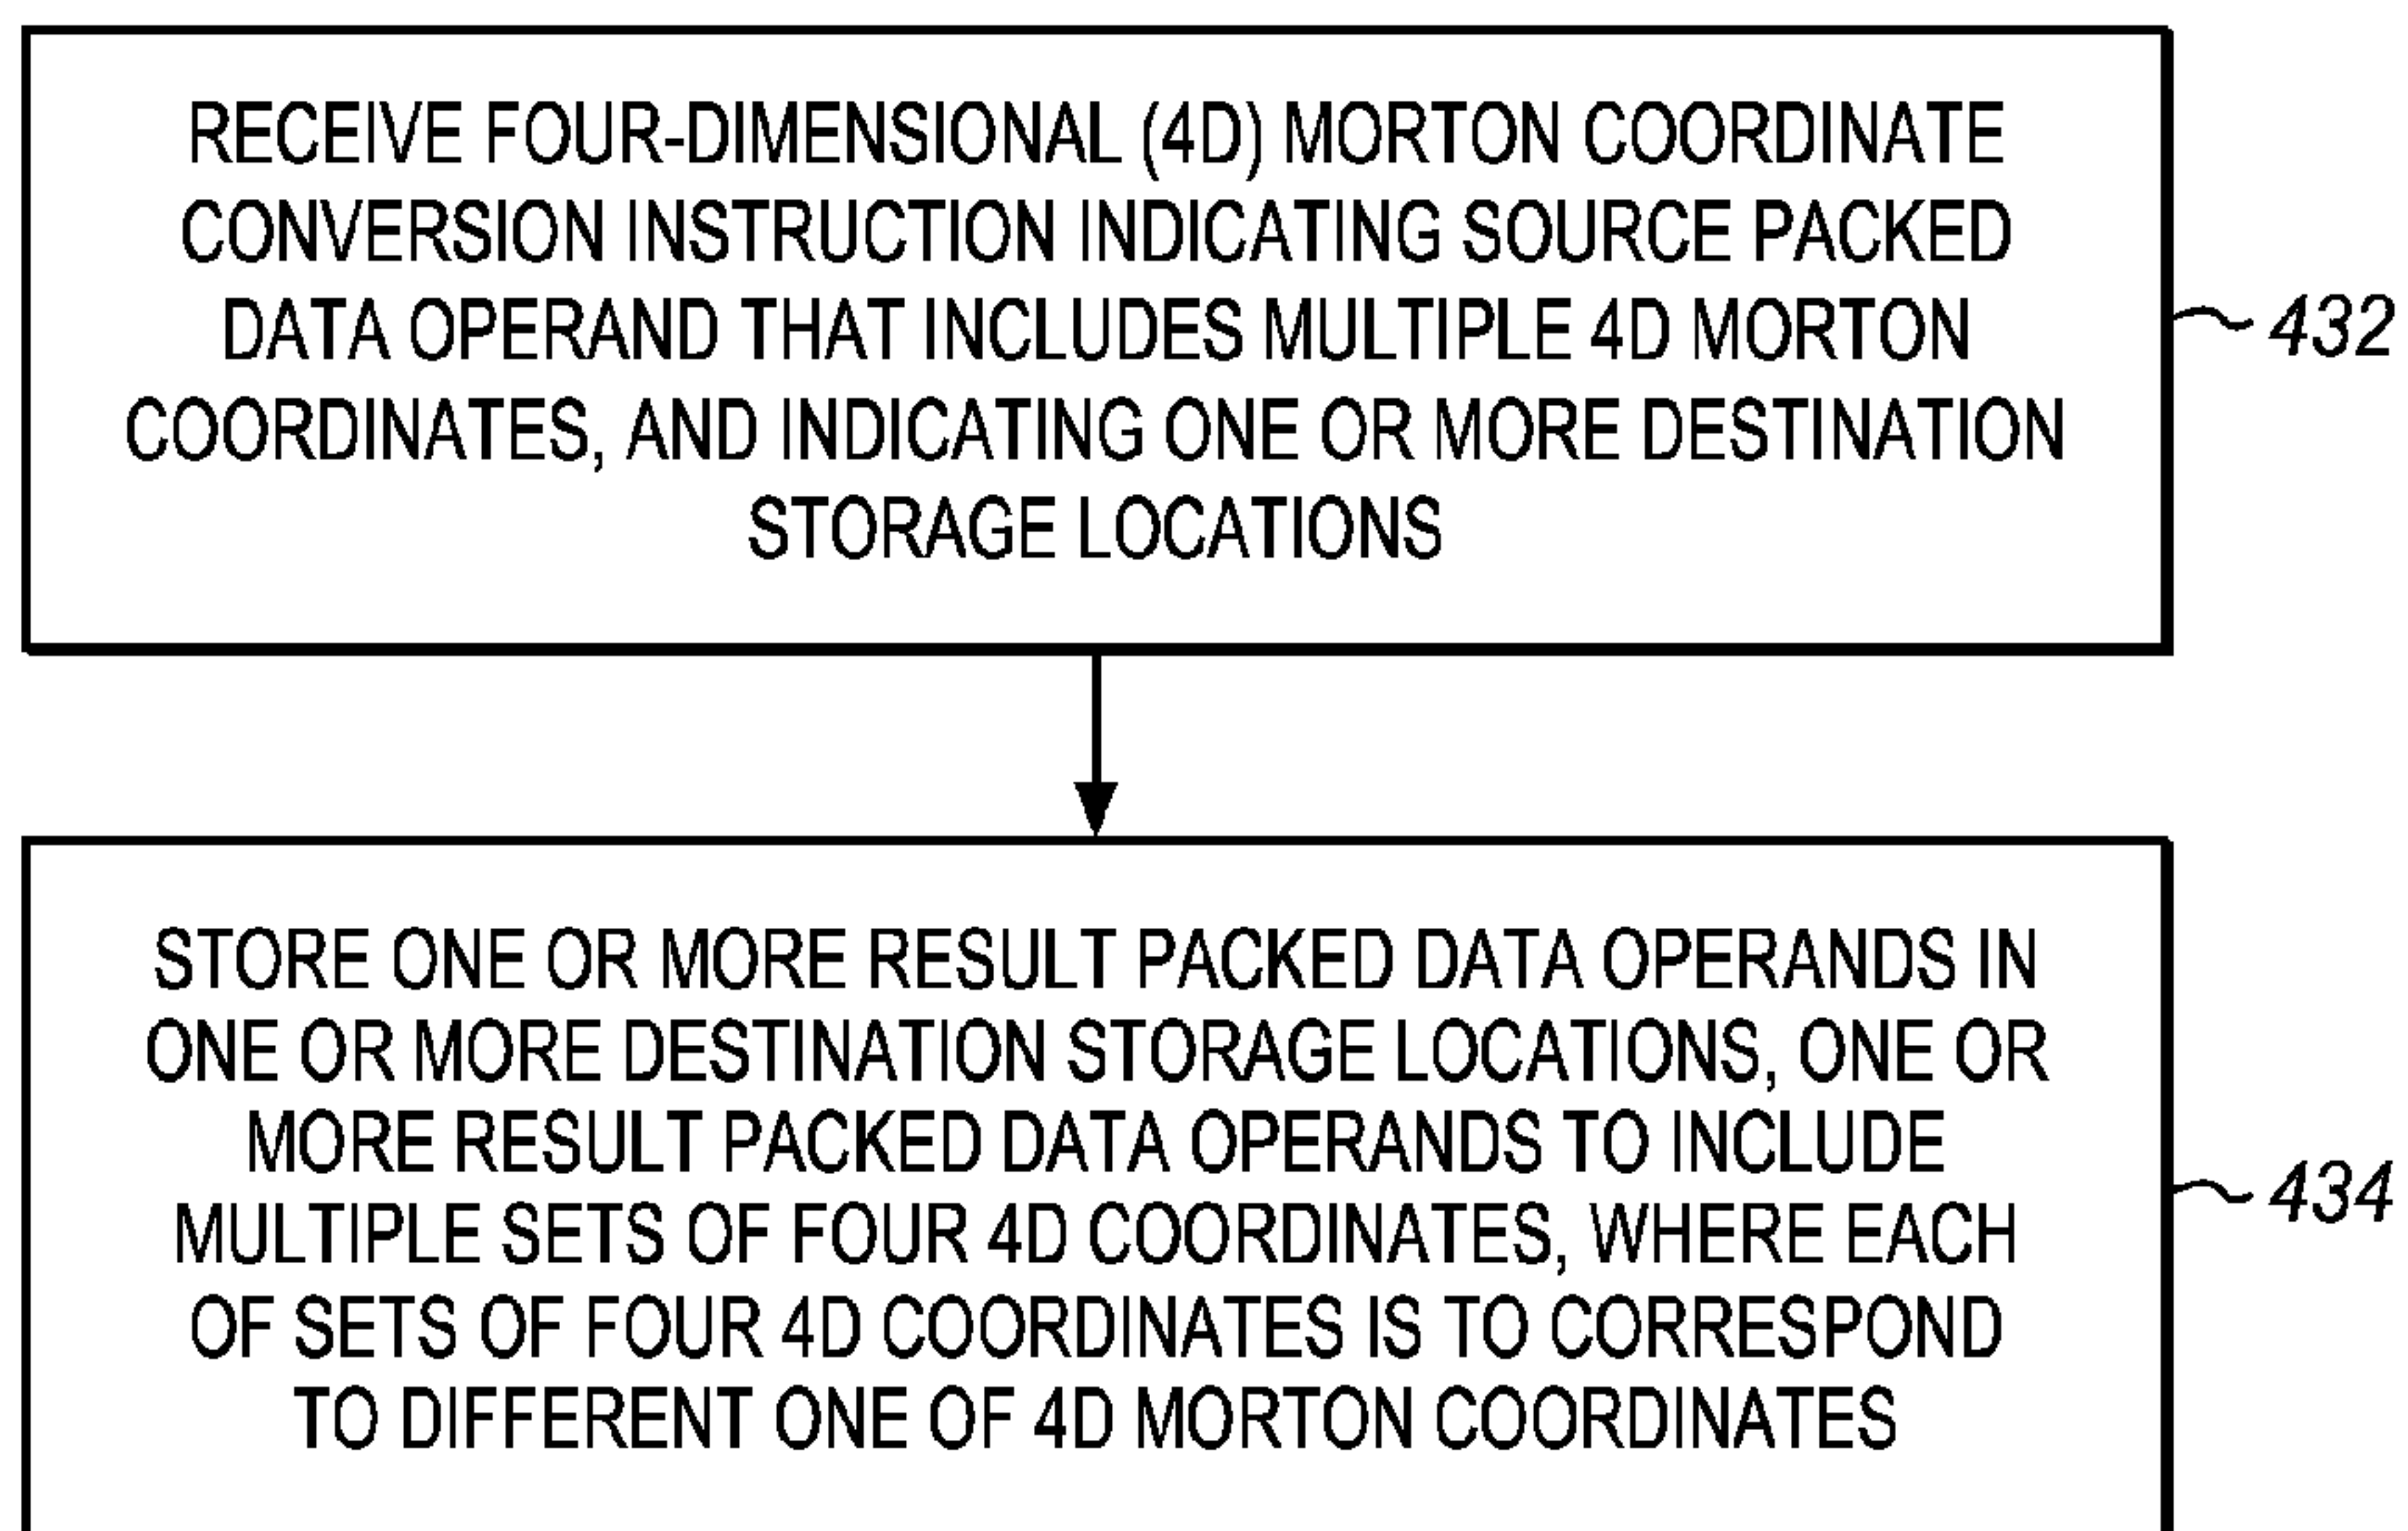 RECEIVE FOUR-DIMENSIONAL (4D) MORTON COORDINATE
CONVERSION INSTRUCTION INDICATING SOURCE PACKED
DATA OPERAND THAT INCLUDES MULTIPLE 4D MORTON
COORDINATES, AND INDICATING ONE OR MORE DESTINATION
STORAGE LOCATIONS
432
STORE ONE OR MORE RESULT PACKED DATA OPERANDS IN
ONE OR MORE DESTINATION STORAGE LOCATIONS, ONE OR
MORE RESULT PACKED DATA OPERANDS TO INCLUDE
MULTIPLE SETS OF FOUR 4D COORDINATES, WHERE EACH
OF SETS OF FOUR 4D COORDINATES IS TO CORRESPOND
TO DIFFERENT ONE OF 4D MORTON COORDINATES
434